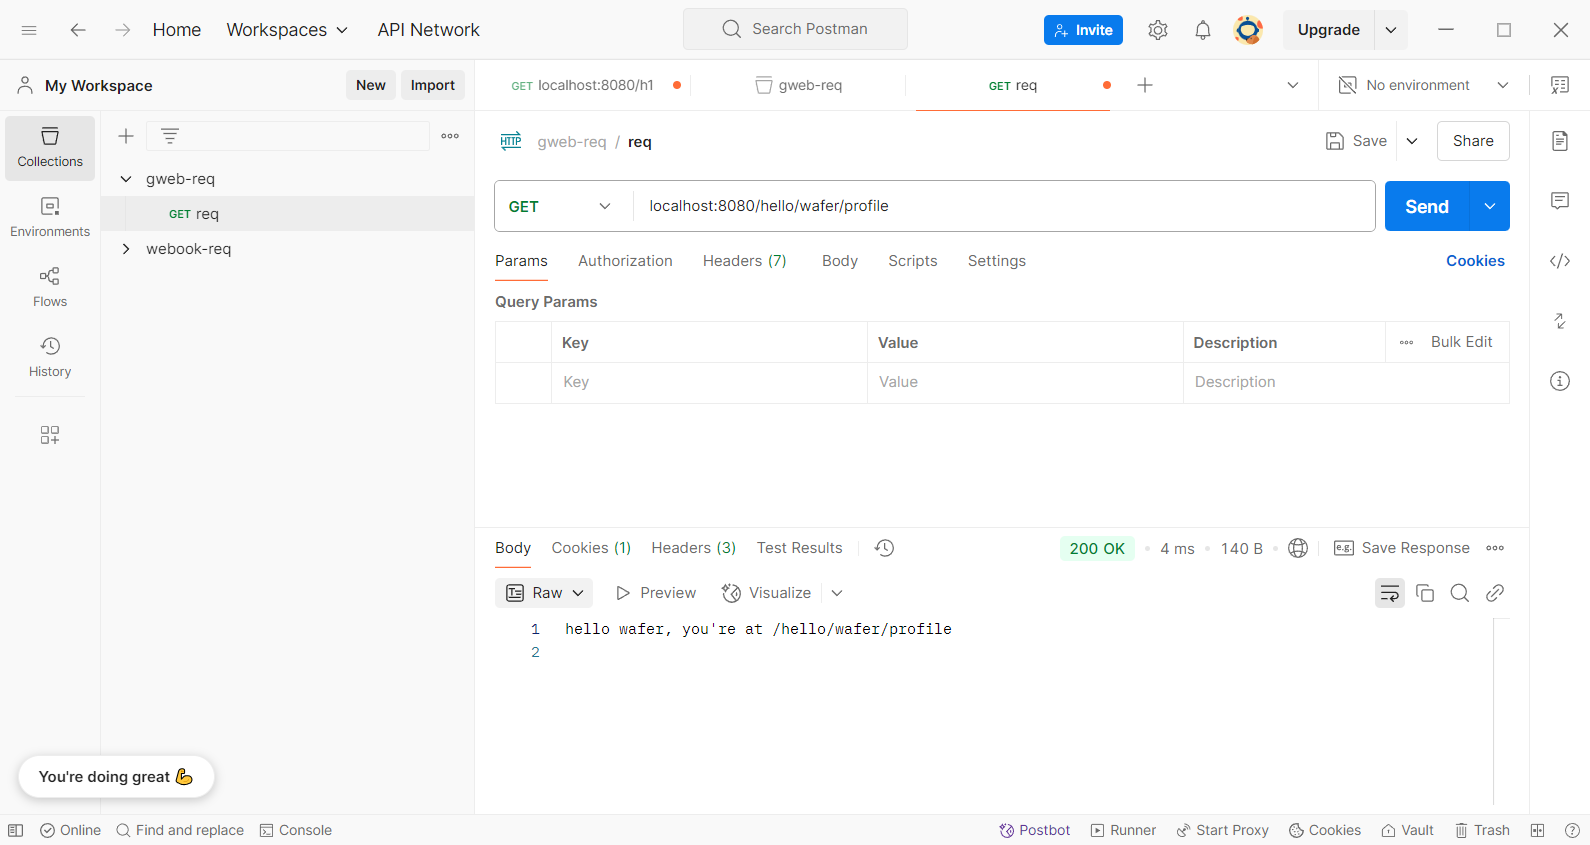 Home Workspaces API Network Search Postman Invite Upgrade
My Workspace New Import GET localhost:8080/h1 gweb-req GET req No environment
Collections
Environments
Flows
History
gweb-req
GET req
webook-req
HTTP gweb-req / req Save Share
GET localhost:8080/hello/wafer/profile Send
Params Authorization Headers (7) Body Scripts Settings Cookies
Query Params
Key Value Description Bulk Edit
Key Value Description
Body Cookies (1) Headers (3) Test Results 200 OK 4 ms 140 B e.g. Save Response
Raw Preview Visualize
1 hello wafer, you're at /hello/wafer/profile
2
You're doing great 💪
Online Find and replace Console Postbot Runner Start Proxy Cookies Vault Trash